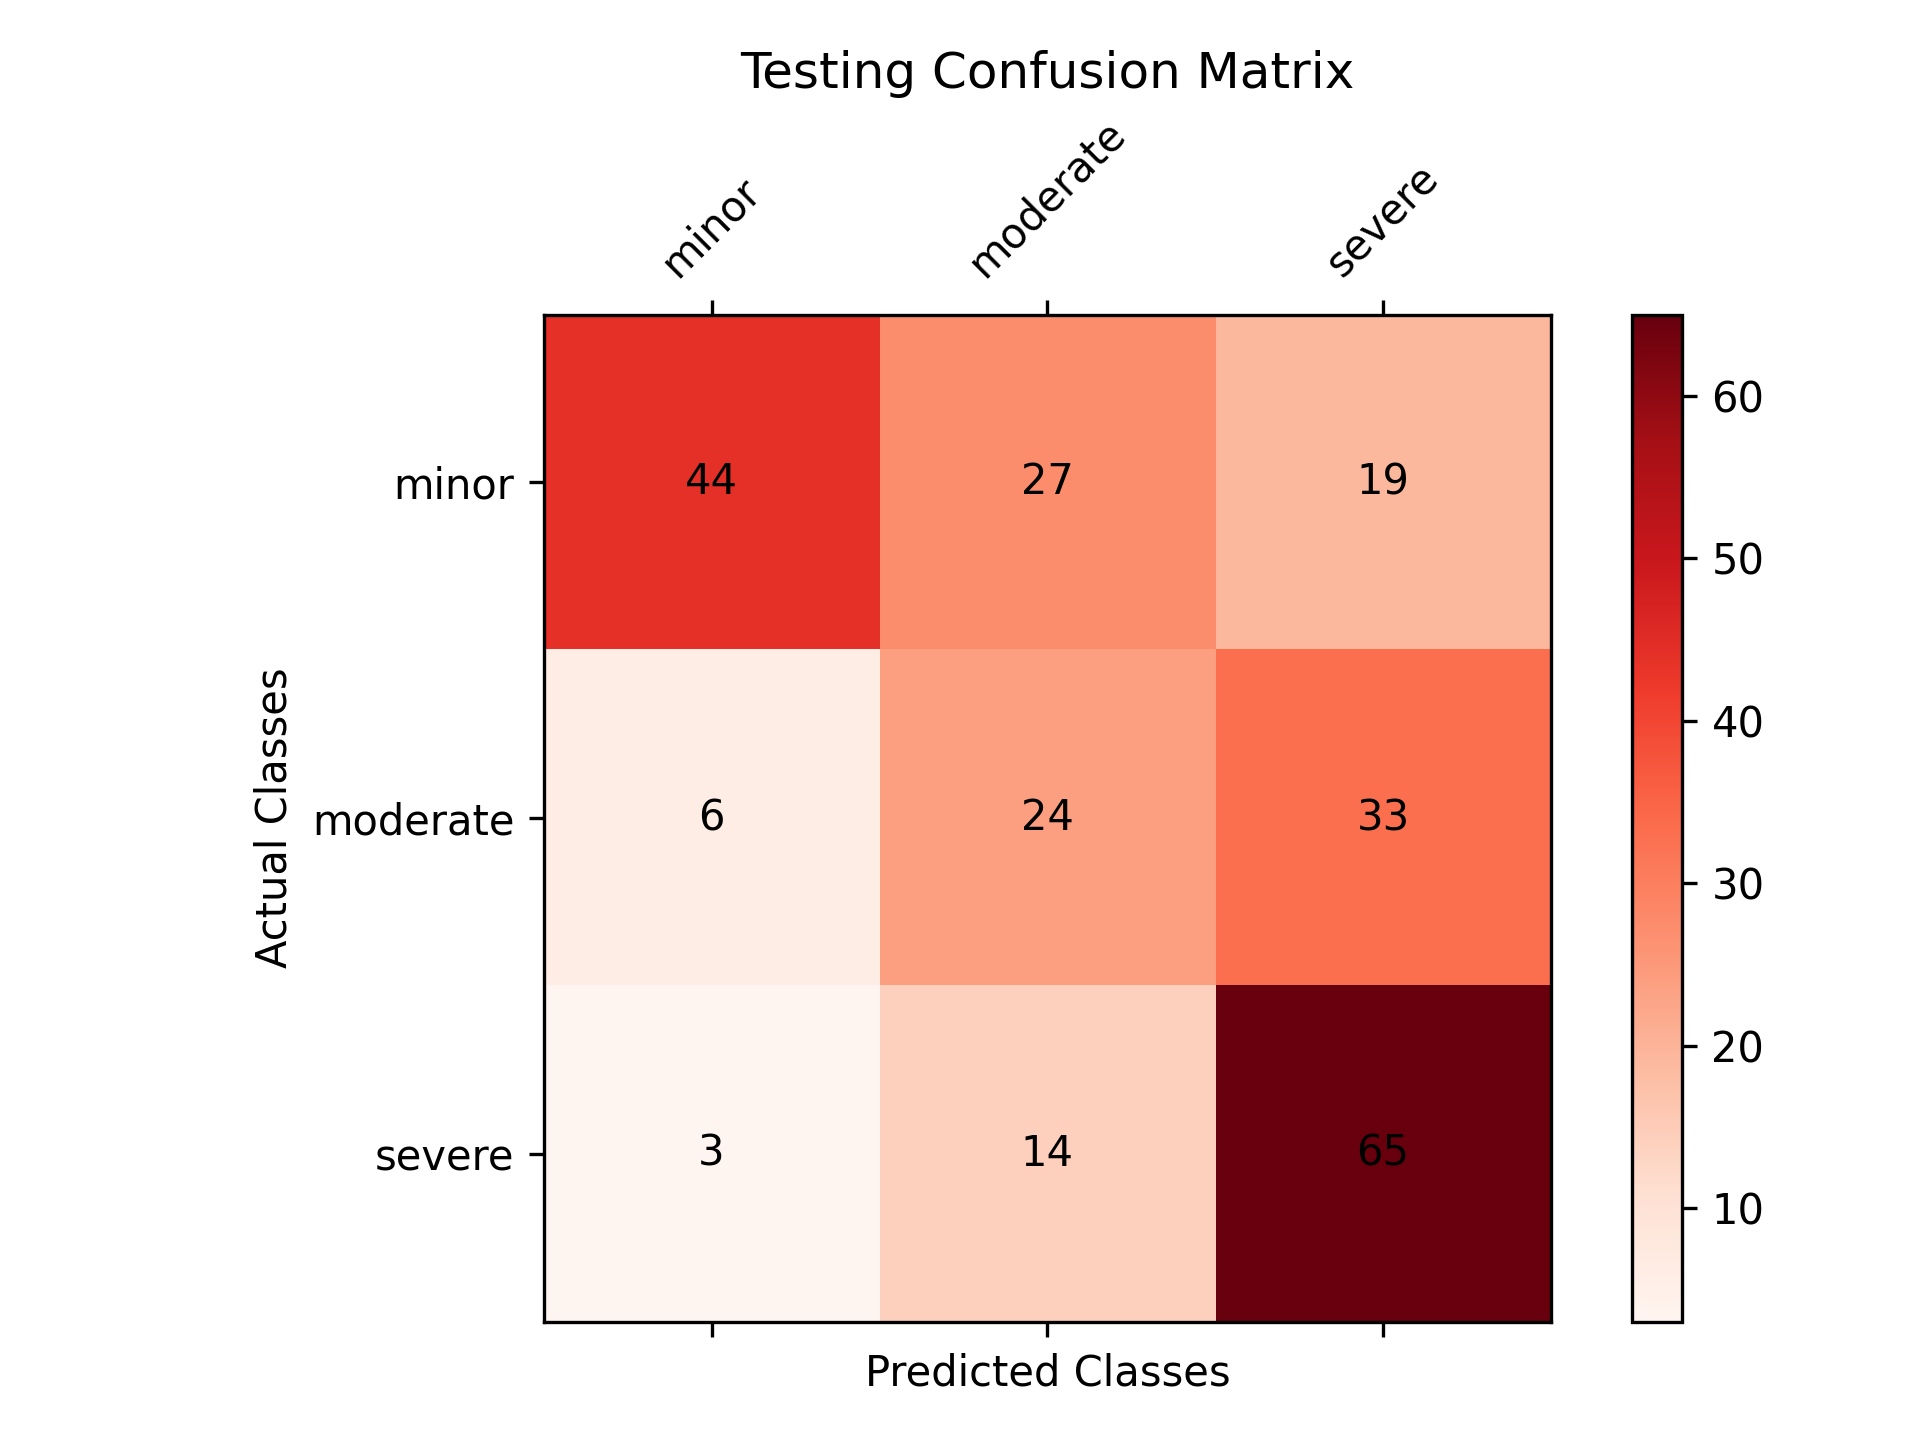 Testing Confusion Matrix
minor
moderate
severe
minor
44
27
19
moderate
6
24
33
severe
3
14
65
Actual Classes
Predicted Classes
60
50
40
30
20
10